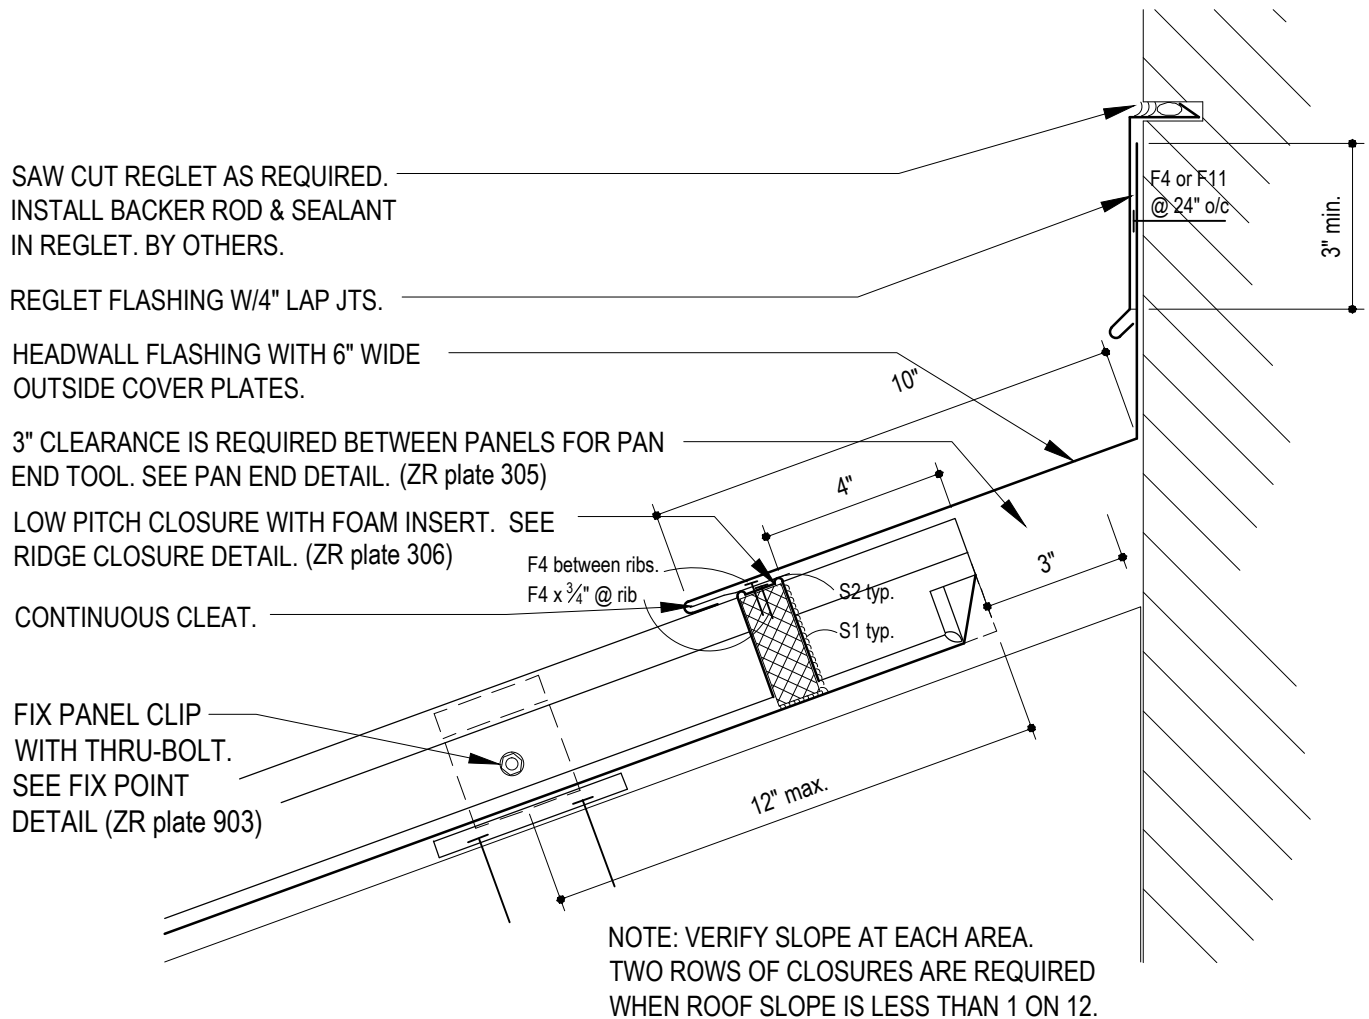 SAW CUT REGLET AS REQUIRED.
INSTALL BACKER ROD & SEALANT
IN REGLET. BY OTHERS.
F4 or F11
@ 24" o/c
3" min.
REGLET FLASHING W/4" LAP JTS.
HEADWALL FLASHING WITH 6" WIDE
OUTSIDE COVER PLATES.
10"
3" CLEARANCE IS REQUIRED BETWEEN PANELS FOR PAN
END TOOL. SEE PAN END DETAIL. (ZR plate 305)
4"
LOW PITCH CLOSURE WITH FOAM INSERT. SEE
RIDGE CLOSURE DETAIL. (ZR plate 306)
F4 between ribs.
F4 x 3/4" @ rib
3"
S2 typ.
S1 typ.
CONTINUOUS CLEAT.
FIX PANEL CLIP
WITH THRU-BOLT.
SEE FIX POINT
DETAIL (ZR plate 903)
12" max.
NOTE: VERIFY SLOPE AT EACH AREA.
TWO ROWS OF CLOSURES ARE REQUIRED
WHEN ROOF SLOPE IS LESS THAN 1 ON 12.